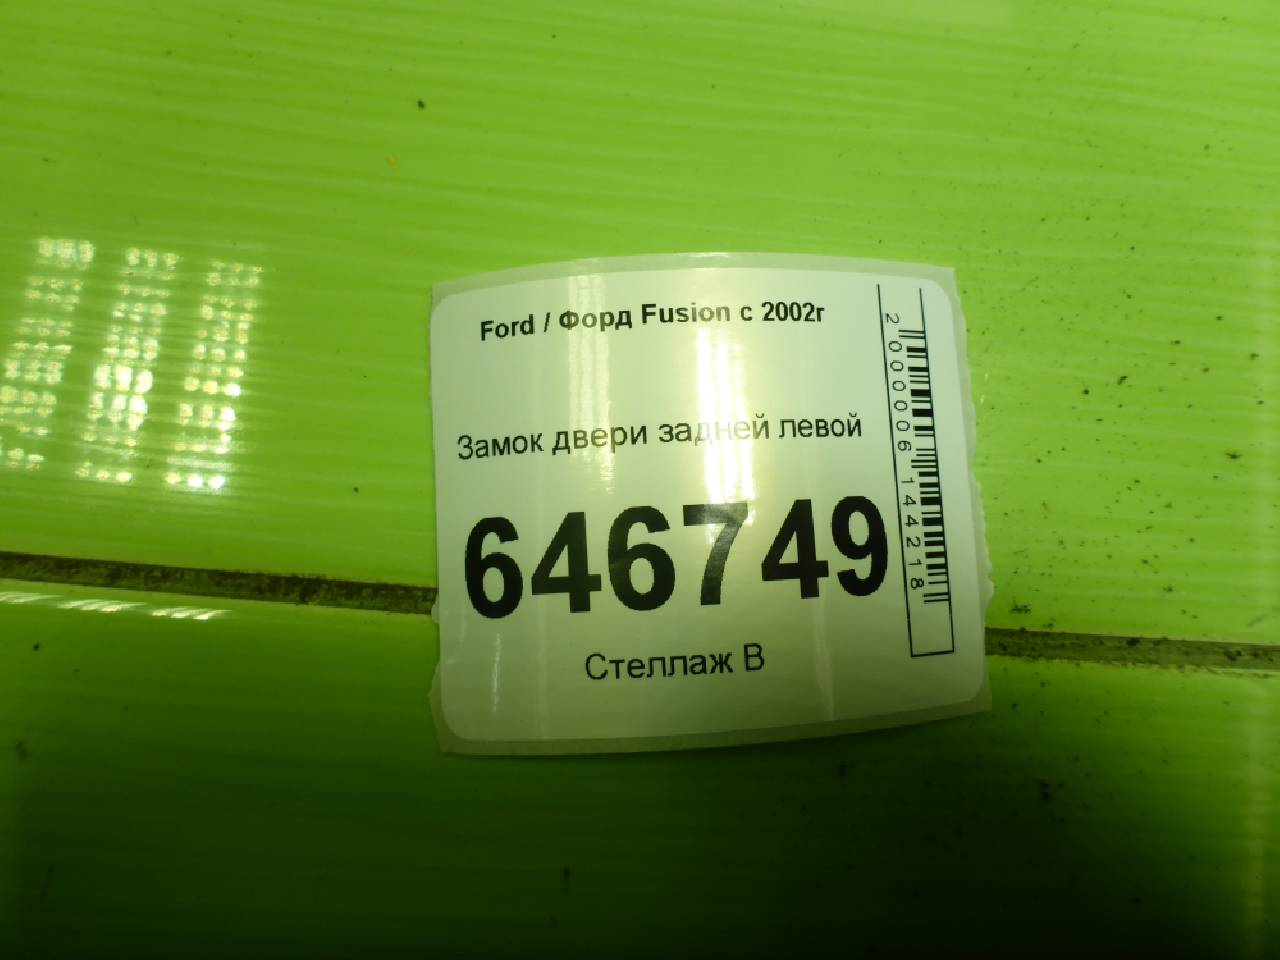 Ford / Форд Fusion с 2002г
Замок двери задней левой
646749
Стеллаж В
2000006144218